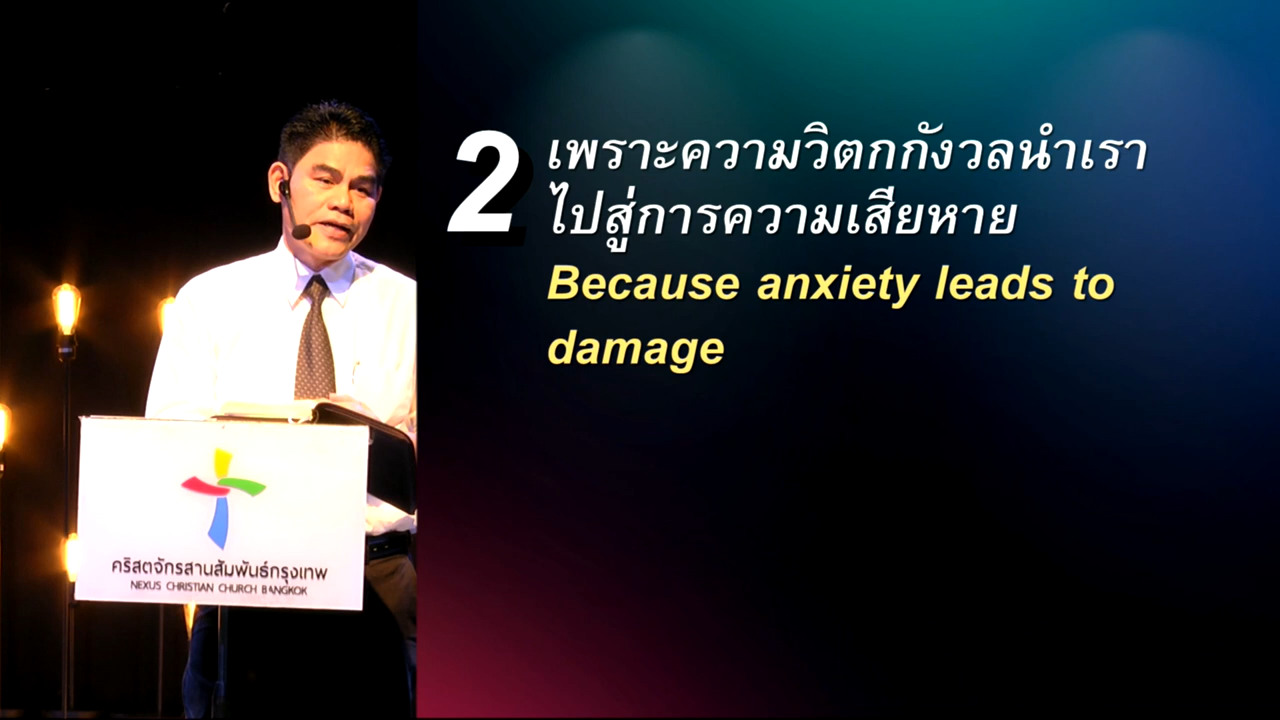 2
เพราะความวิตกกังวลนำเรา
ไปสู่การความเสียหาย
Because anxiety leads to
damage
คริสตจักรสานสัมพันธ์กรุงเทพ
NEXUS CHRISTIAN CHURCH BANGKOK